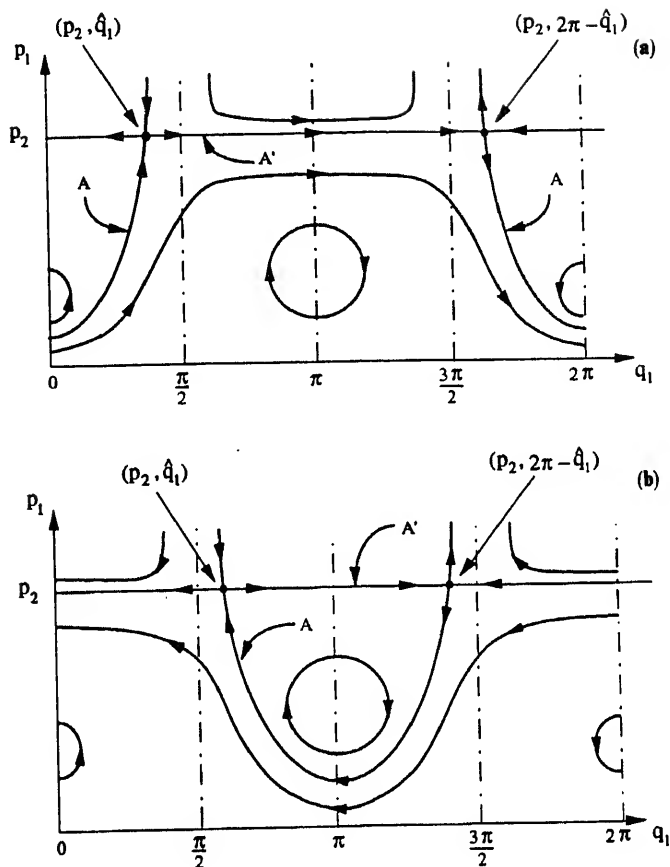 (p₂, q̂₁)
(p₂, 2π-q̂₁)
(a)
p₁
p₂
A'
A
A
0
π/2
π
3π/2
2π
q₁
(p₂, q̂₁)
(p₂, 2π-q̂₁)
(b)
p₁
A'
p₂
A
0
π/2
π
3π/2
2π
q₁